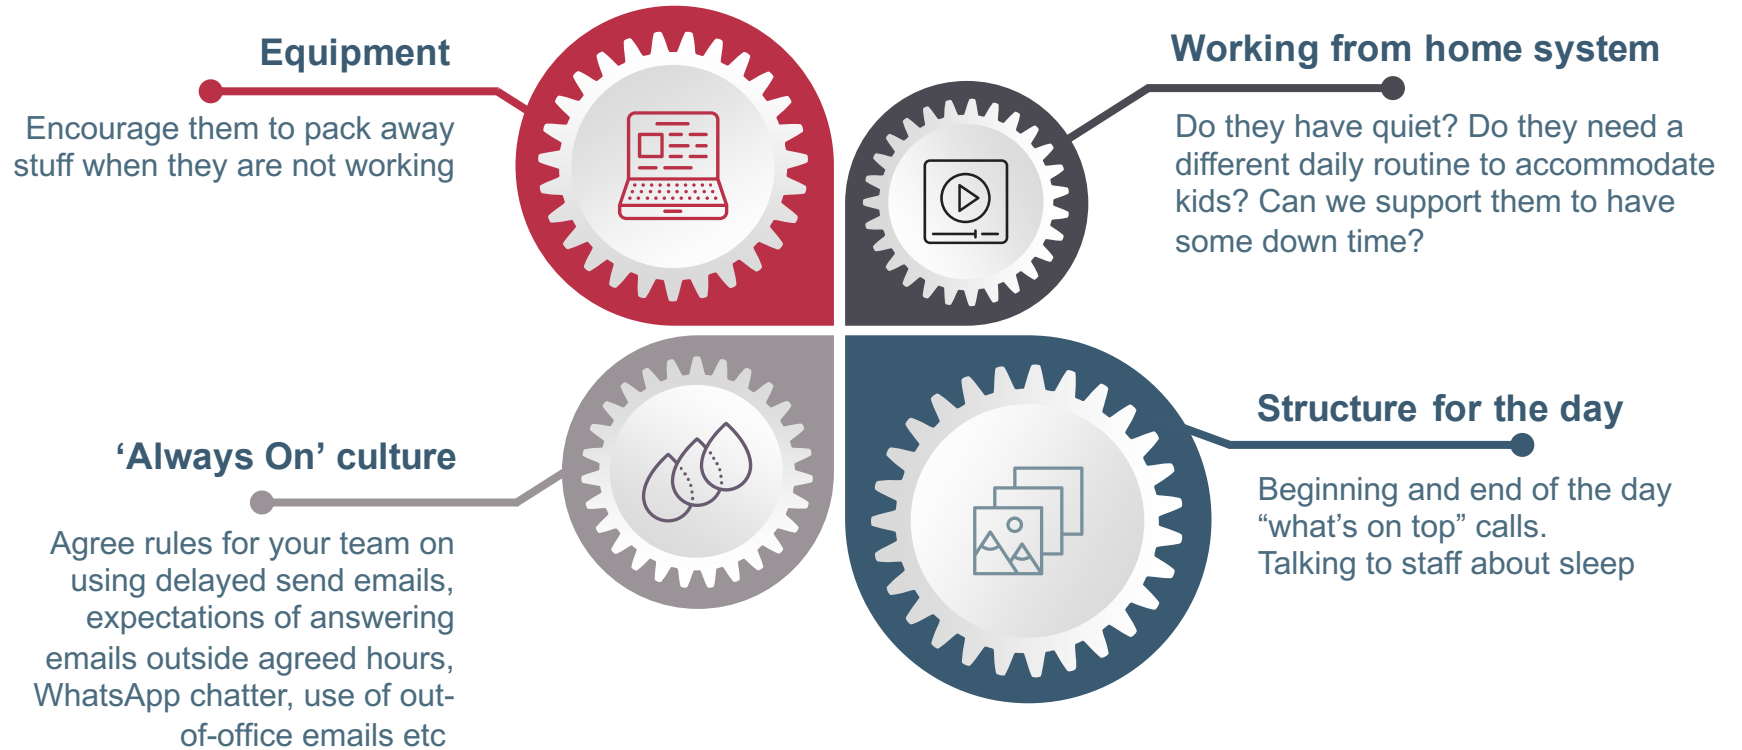 Equipment
Encourage them to pack away
stuff when they are not working
Working from home system
Do they have quiet? Do they need a
different daily routine to accommodate
kids? Can we support them to have
some down time?
‘Always On’ culture
Agree rules for your team on
using delayed send emails,
expectations of answering
emails outside agreed hours,
WhatsApp chatter, use of out-
of-office emails etc
Structure for the day
Beginning and end of the day
“what’s on top” calls.
Talking to staff about sleep